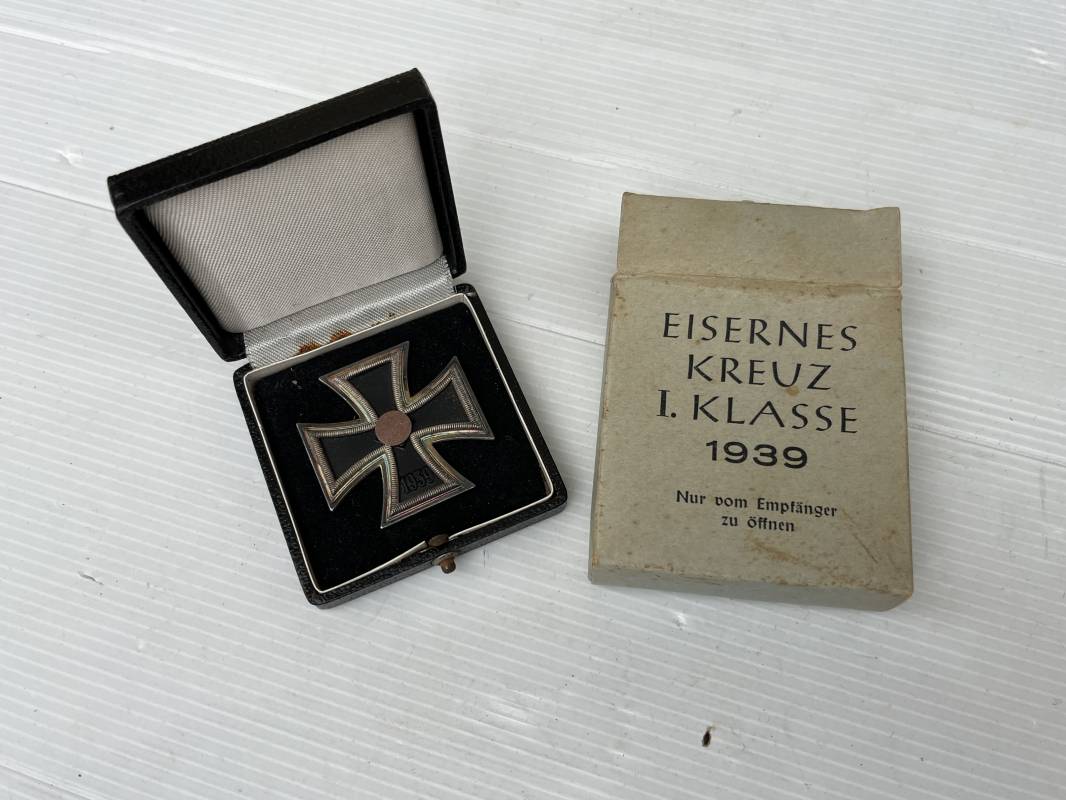 1939
EISERNES
KREUZ
I. KLASSE
1939
Nur vom Empfänger
zu öffnen